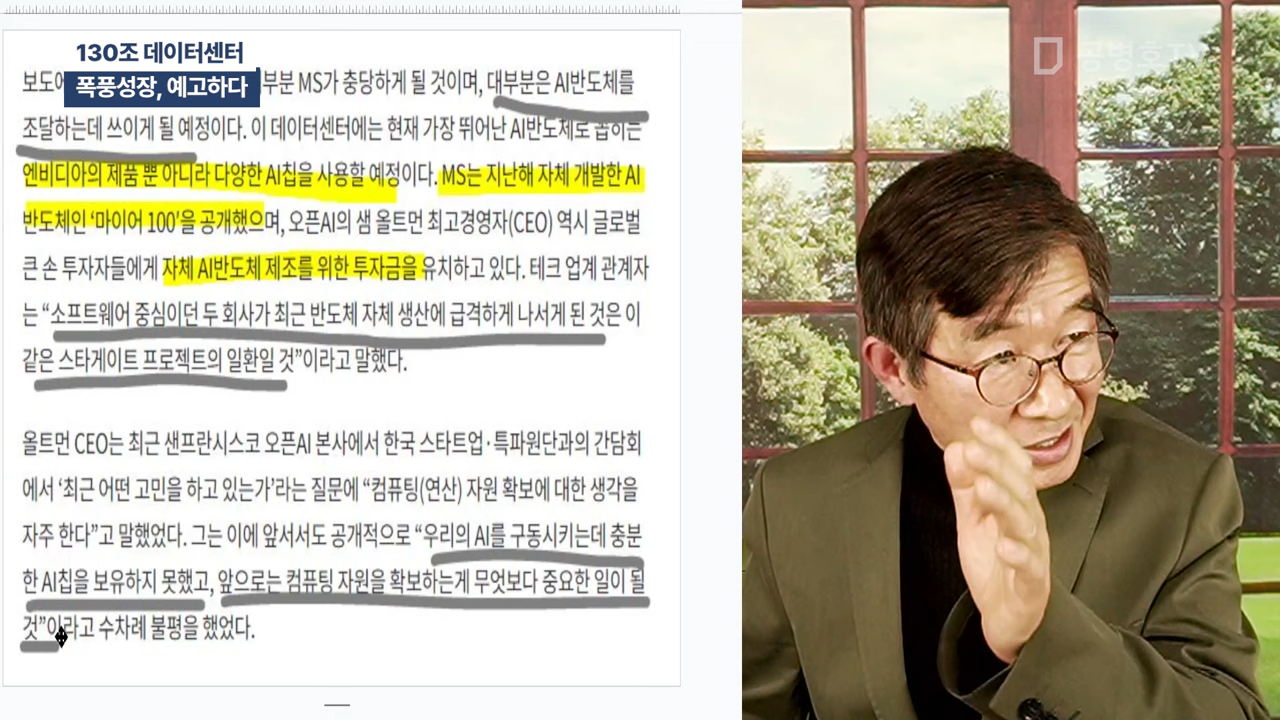 130조 데이터센터
폭풍성장, 예고하다
공병호TV
부분 MS가 충당하게 될 것이며, 대부분은 AI반도체를
조달하는데 쓰이게 될 예정이다. 이 데이터센터에는 현재 가장 뛰어난 AI반도체로 꼽히는
엔비디아의 제품 뿐 아니라 다양한 AI칩을 사용할 예정이다. MS는 지난해 자체 개발한 AI
반도체인 ‘마이어 100’을 공개했으며, 오픈AI의 샘 올트먼 최고경영자(CEO) 역시 글로벌
큰 손 투자자들에게 자체 AI반도체 제조를 위한 투자금을 유치하고 있다. 테크 업계 관계자
는 “소프트웨어 중심이던 두 회사가 최근 반도체 자체 생산에 급격하게 나서게 된 것은 이
같은 스타게이트 프로젝트의 일환일 것”이라고 말했다.
올트먼 CEO는 최근 샌프란시스코 오픈AI 본사에서 한국 스타트업·특파원단과의 간담회
에서 ‘최근 어떤 고민을 하고 있는가’라는 질문에 “컴퓨팅(연산) 자원 확보에 대한 생각을
자주 한다”고 말했었다. 그는 이에 앞서서도 공개적으로 “우리의 AI를 구동시키는데 충분
한 AI칩을 보유하지 못했고, 앞으로는 컴퓨팅 자원을 확보하는게 무엇보다 중요한 일이 될
것”이라고 수차례 불평을 했었다.